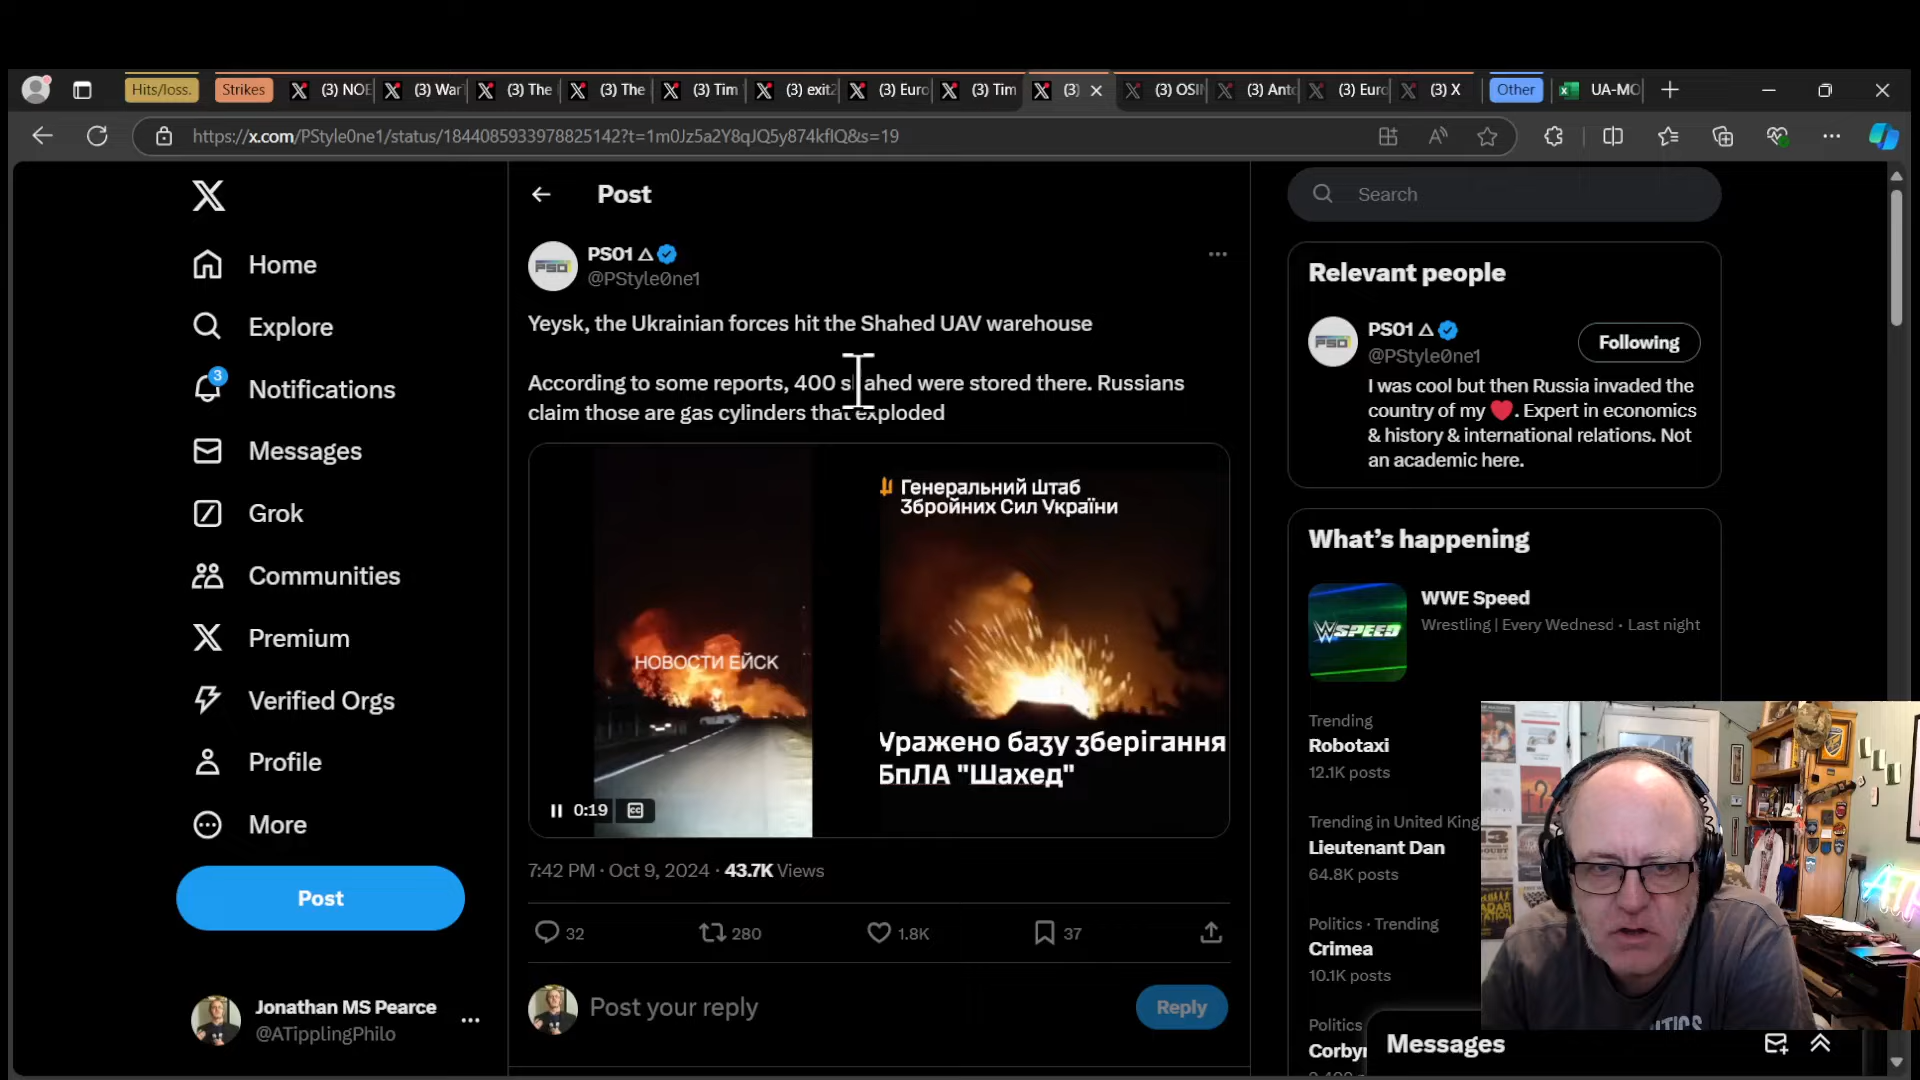 Hits/loss.
Strikes
(3) NOE
(3) War
(3) The
(3) The
(3) Tim
(3) exit
(3) Euro
(3) Tim
(3)
(3) OSI
(3) Anto
(3) Euro
(3) X
Other
UA-MO
https://x.com/PStyle0ne1/status/1844085933978825142?t=1m0Jz5a2Y8qJQ5y874kfIQ&s=19
Post
Search
PS01 △
@PStyle0ne1
Yeysk, the Ukrainian forces hit the Shahed UAV warehouse
According to some reports, 400 shahed were stored there. Russians
claim those are gas cylinders that exploded
Генеральний штаб
Збройних Сил України
НОВОСТИ ЕЙСК
Уражено базу зберігання
БпЛА "Шахед"
0:19
CC
7:42 PM · Oct 9, 2024 · 43.7K Views
32
280
1.8K
37
Post your reply
Reply
Home
Explore
3
Notifications
Messages
Grok
Communities
Premium
Verified Orgs
Profile
More
Post
Jonathan MS Pearce
@ATipplingPhilo
Relevant people
PS01 △
@PStyle0ne1
Following
I was cool but then Russia invaded the
country of my ❤️. Expert in economics
& history & international relations. Not
an academic here.
What's happening
WSPEED
WWE Speed
Wrestling | Every Wednesd · Last night
Trending
Robotaxi
12.1K posts
Trending in United King
Lieutenant Dan
64.8K posts
Politics · Trending
Crimea
10.1K posts
Politics
Corbyn
Messages